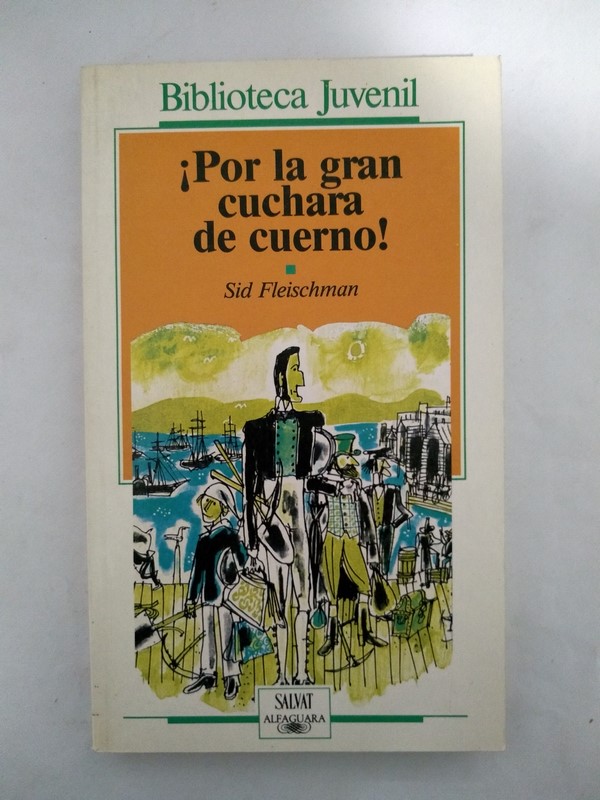 Biblioteca Juvenil
¡Por la gran
cuchara
de cuerno!
Sid Fleischman
SALVAT
ALFAGUARA